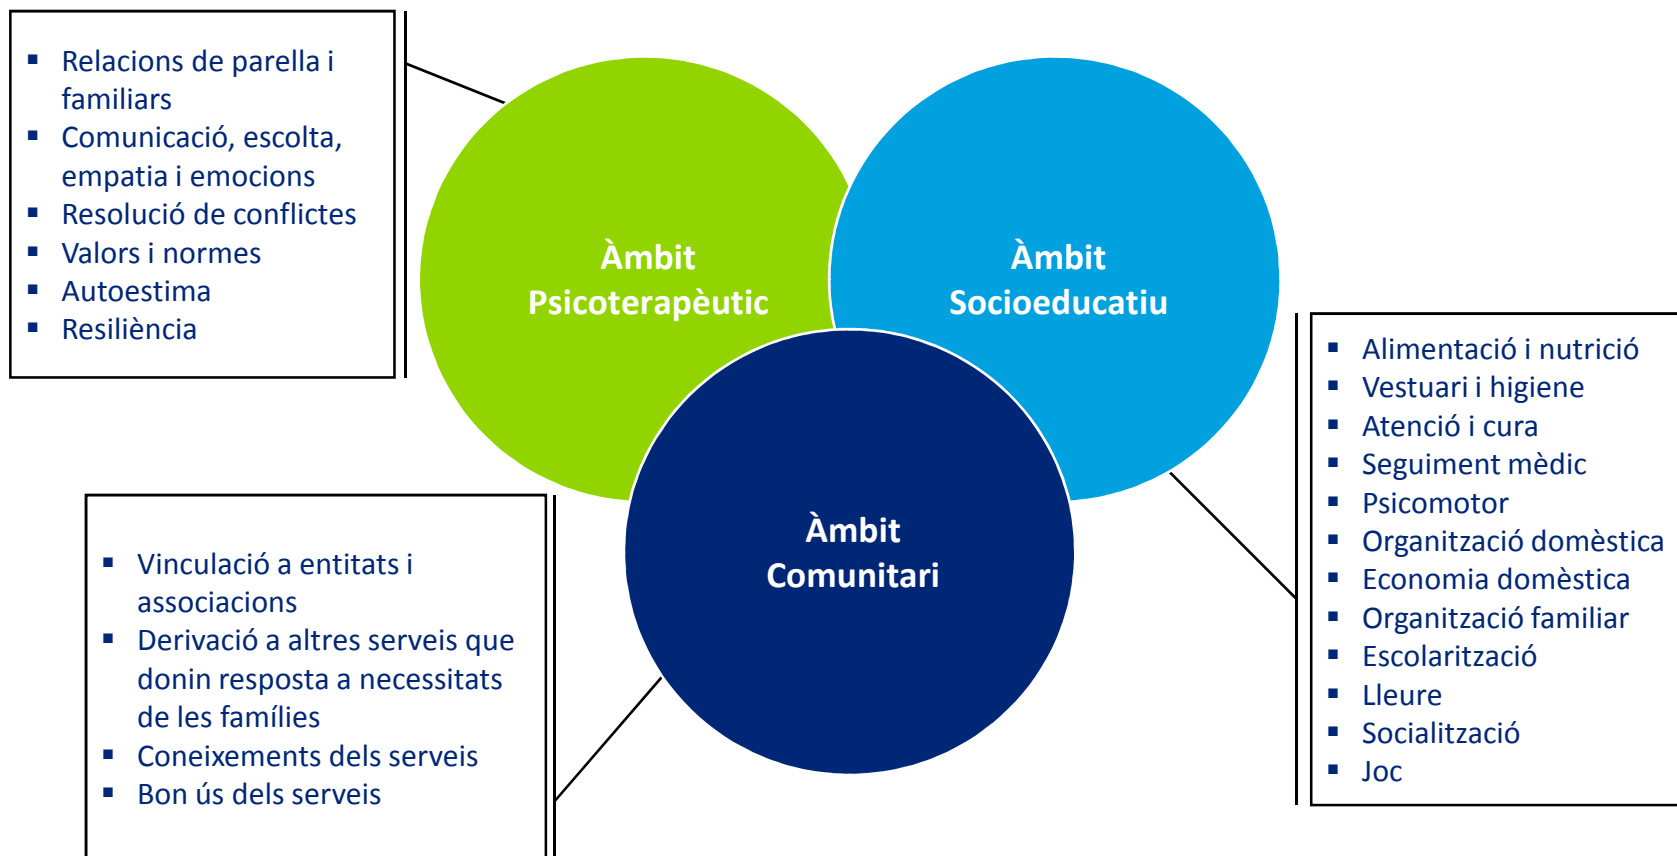 ▪ Relacions de parella i
familiars
▪ Comunicació, escolta,
empatia i emocions
▪ Resolució de conflictes
▪ Valors i normes
▪ Autoestima
▪ Resiliència
Àmbit
Psicoterapèutic
Àmbit
Socioeducatiu
▪ Alimentació i nutrició
▪ Vestuari i higiene
▪ Atenció i cura
▪ Seguiment mèdic
▪ Psicomotor
▪ Organització domèstica
▪ Economia domèstica
▪ Organització familiar
▪ Escolarització
▪ Lleure
▪ Socialització
▪ Joc
Àmbit
Comunitari
▪ Vinculació a entitats i
associacions
▪ Derivació a altres serveis que
donin resposta a necessitats
de les famílies
▪ Coneixements dels serveis
▪ Bon ús dels serveis